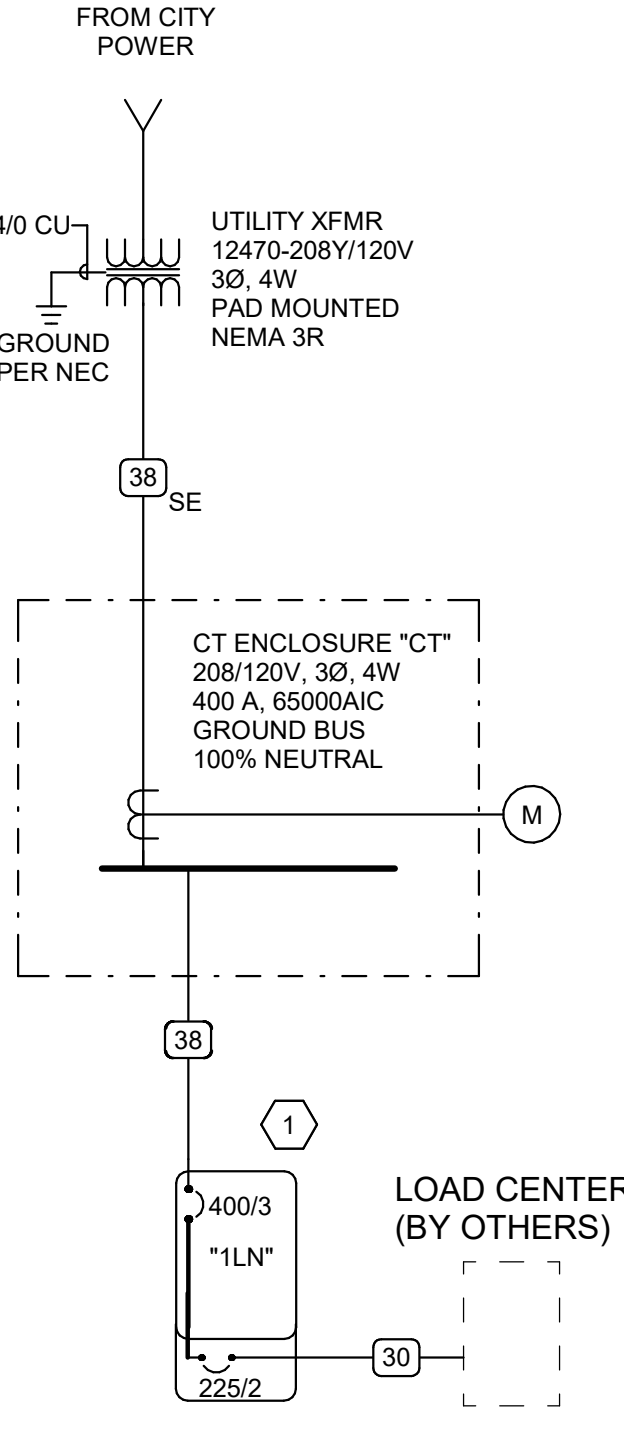 FROM CITY
POWER
4/0 CU
UTILITY XFMR
12470-208Y/120V
3Ø, 4W
PAD MOUNTED
NEMA 3R
GROUND
PER NEC
38
SE
CT ENCLOSURE "CT"
208/120V, 3Ø, 4W
400 A, 65000AIC
GROUND BUS
100% NEUTRAL
M
38
1
400/3
"1LN"
LOAD CENTER
(BY OTHERS)
30
225/2